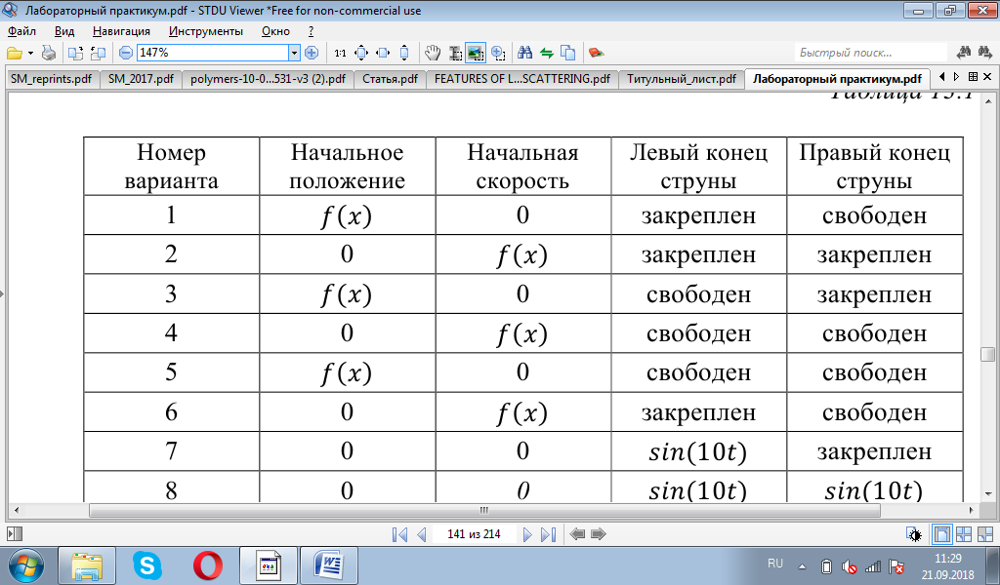 Лабораторный практикум.pdf - STDU Viewer *Free for non-commercial use
Файл Вид Навигация Инструменты Окно ?
147% 1:1 Быстрый поиск...
SM_reprints.pdf SM_2017.pdf polymers-10-0...531-v3 (2).pdf Статья.pdf FEATURES OF L...SCATTERING.pdf Титульный_лист.pdf Лабораторный практикум.pdf
Таблица 13.1
Номер варианта Начальное положение Начальная скорость Левый конец струны Правый конец струны
1 f(x) 0 закреплен свободен
2 0 f(x) закреплен закреплен
3 f(x) 0 свободен закреплен
4 0 f(x) свободен свободен
5 f(x) 0 свободен свободен
6 0 f(x) закреплен свободен
7 0 0 sin(10t) закреплен
8 0 0 sin(10t) sin(10t)
141 из 214
RU 11:29
21.09.2018